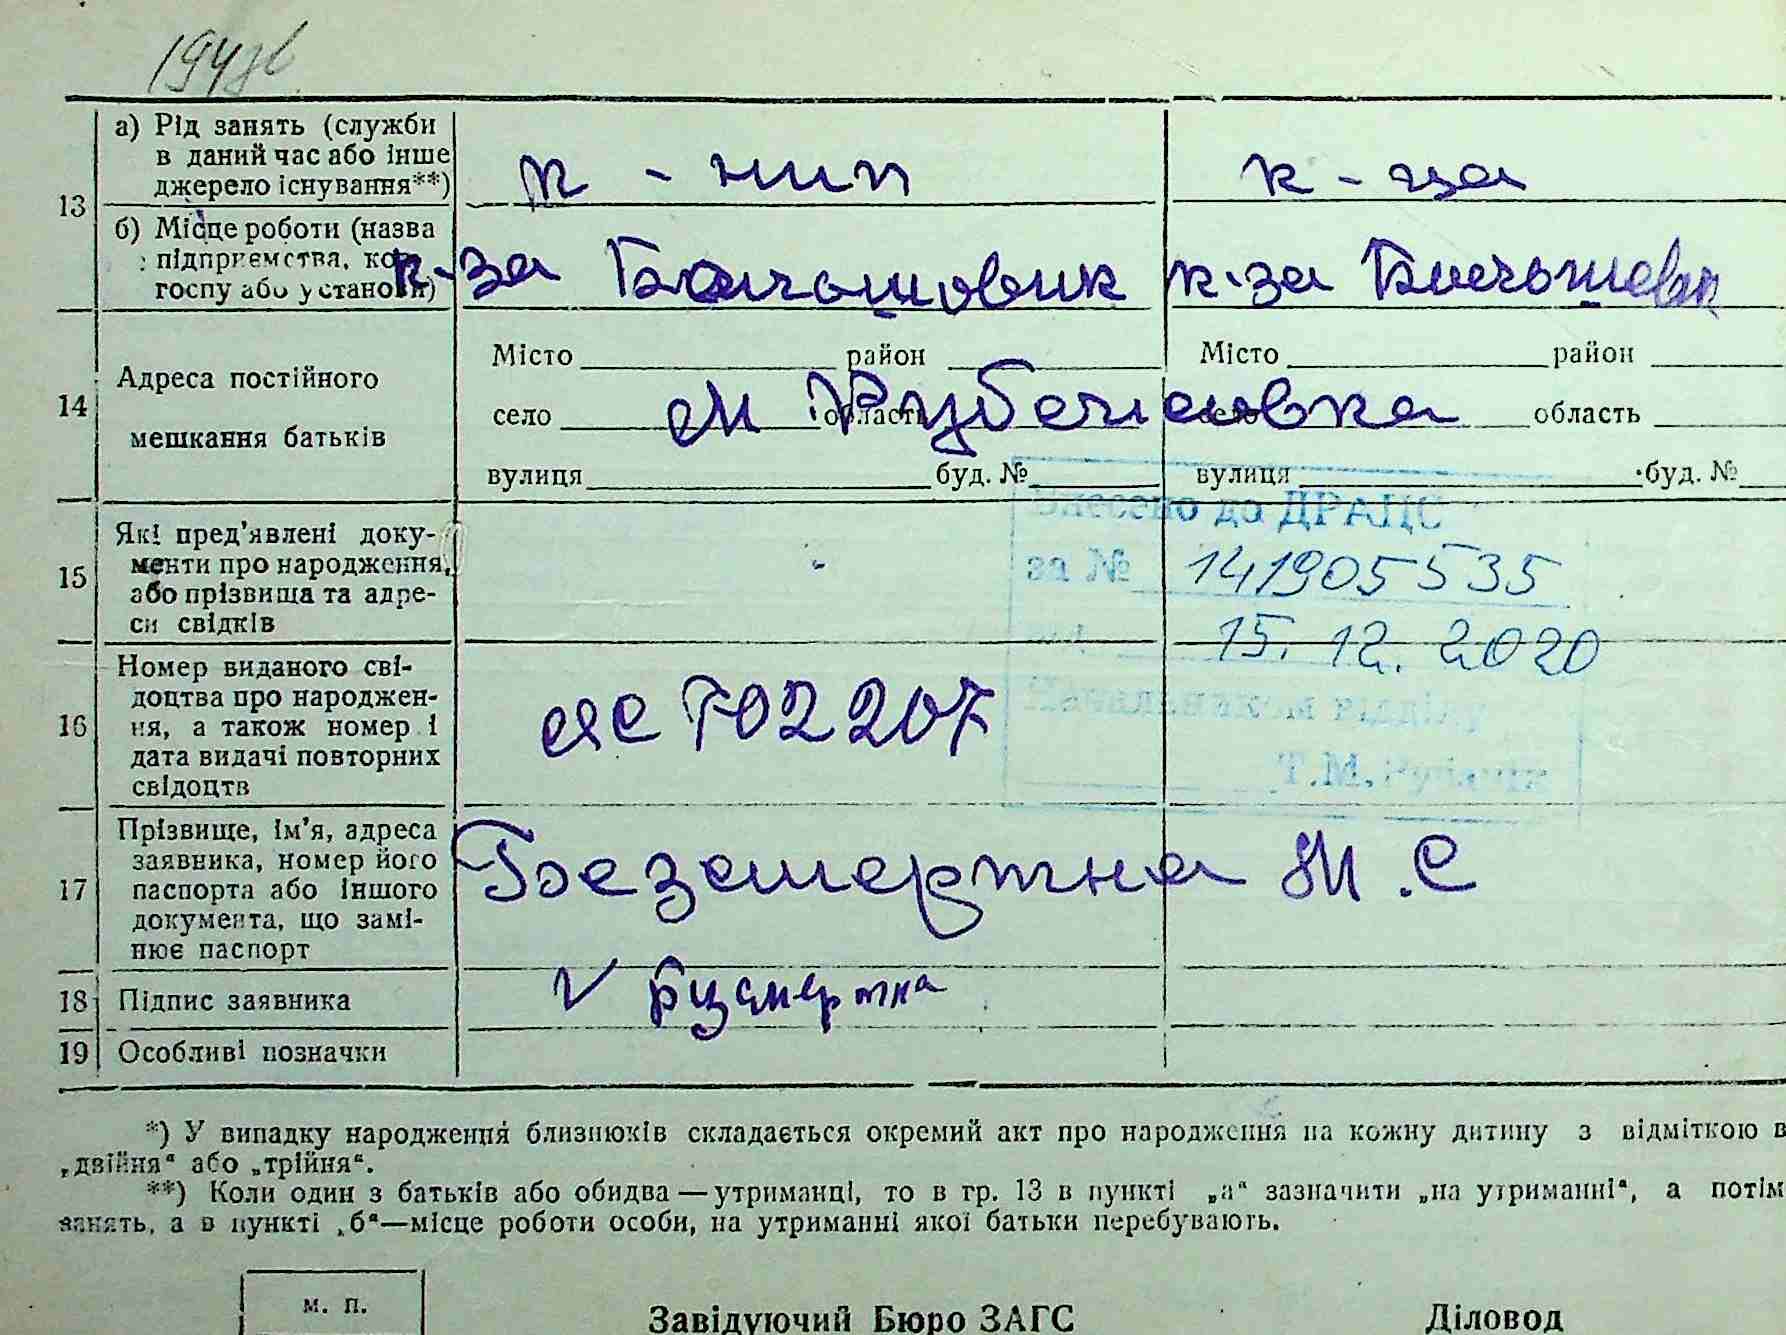 13 а) Рід занять (служби в даний час або інше джерело існування**) к - ник к - ца
б) Місце роботи (назва підприємства, колгоспу або установи) к-за Большовик к-за Большевик
14 Адреса постійного мешкання батьків
Місто район Місто район
село область село область
вулиця буд. № вулиця буд. №
Внесено до ДРАЦС
15 Які пред'явлені документи про народження, або прізвища та адреси свідків
за № 141905535
15.12.2020
16 Номер виданого свідоцтва про народження, а також номер і дата видачі повторних свідоцтв
702207
Начальником відділу
Т.М.
17 Прізвище, ім'я, адреса заявника, номер його паспорта або іншого документа, що замінює паспорт Безсмертна М.С
18 Підпис заявника Безсмертна
19 Особливі позначки
*) У випадку народження близнюків складається окремий акт про народження на кожну дитину з відміткою в
„двійня“ або „трійня“.
**) Коли один з батьків або обидва — утриманці, то в гр. 13 в пункті „а“ зазначити „на утриманні“, а потім
занять, а в пункті „б“—місце роботи особи, на утриманні якої батьки перебувають.
м. п.
Завідуючий Бюро ЗАГС Діловод